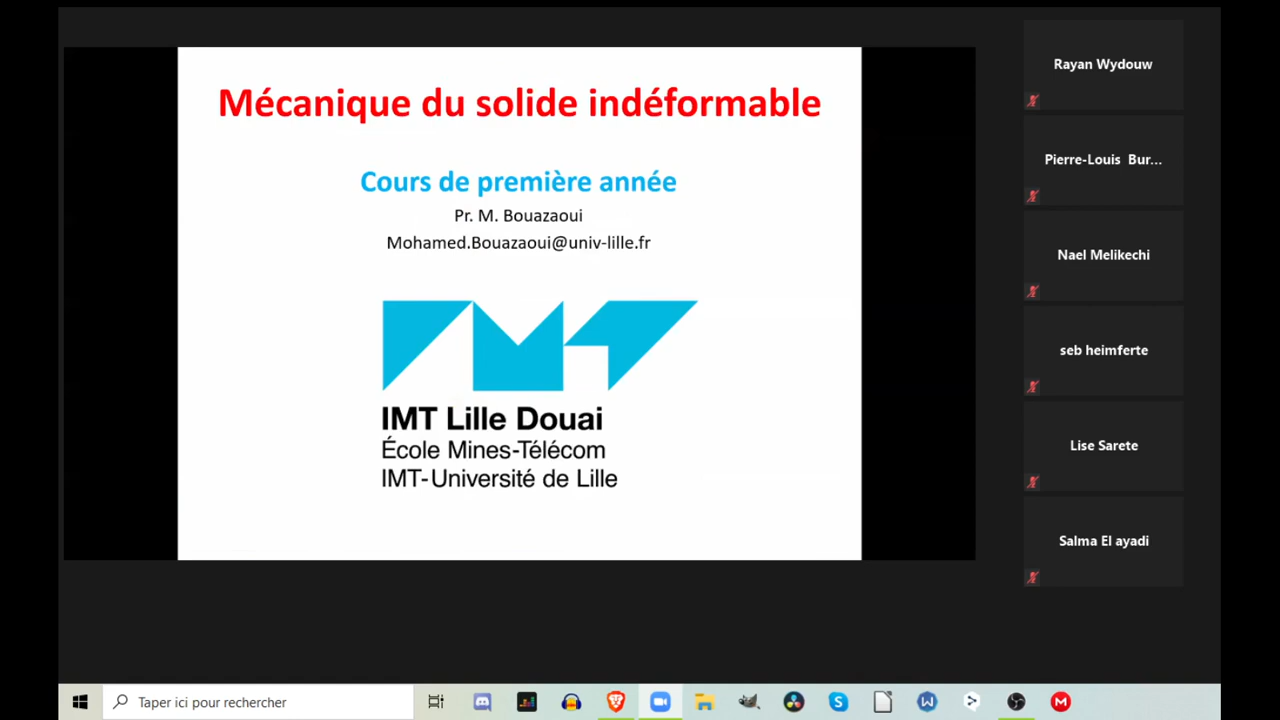 Mécanique du solide indéformable
Cours de première année
Pr. M. Bouazaoui
Mohamed.Bouazaoui@univ-lille.fr
IMT Lille Douai
École Mines-Télécom
IMT-Université de Lille
Rayan Wydouw
Pierre-Louis Bur...
Nael Melikechi
seb heimferte
Lise Sarete
Salma El ayadi
Taper ici pour rechercher